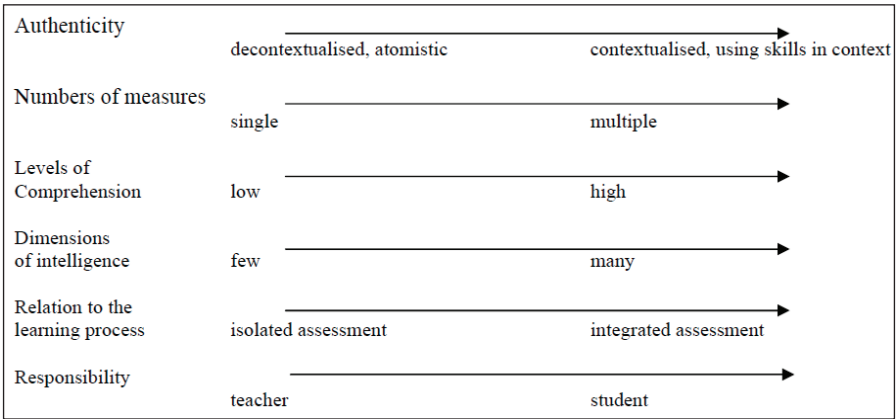 Authenticity
decontextualised, atomistic contextualised, using skills in context
Numbers of measures
single multiple
Levels of
Comprehension low high
Dimensions
of intelligence few many
Relation to the
learning process isolated assessment integrated assessment
Responsibility
teacher student